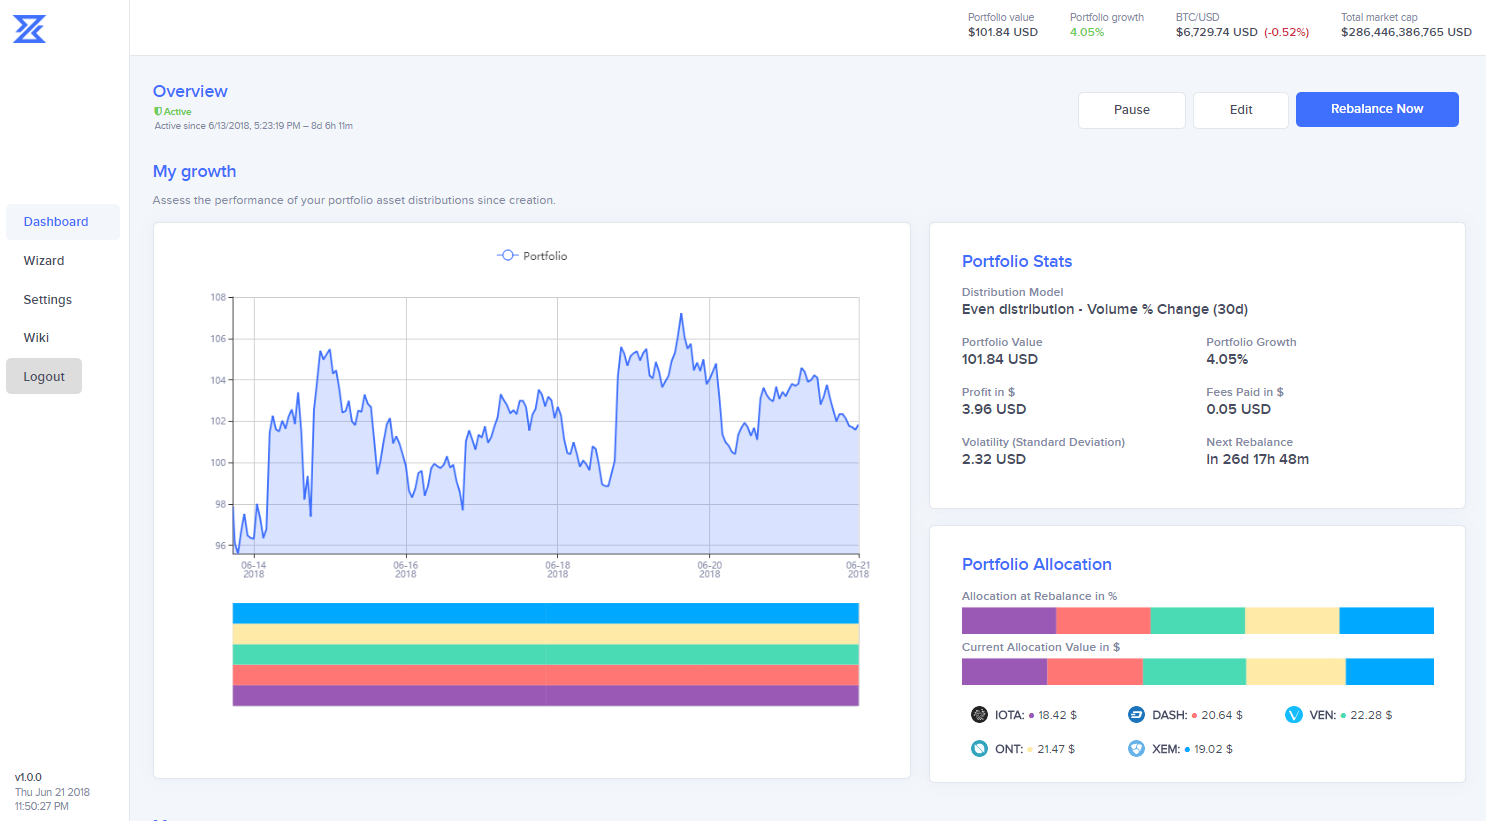 Portfolio value
$101.84 USD
Portfolio growth
4.05%
BTC/USD
$6,729.74 USD (-0.52%)
Total market cap
$286,446,386,765 USD
Overview
Active
Active since 6/13/2018, 5:23:19 PM – 8d 6h 11m
Pause
Edit
Rebalance Now
Dashboard
Wizard
Settings
Wiki
Logout
v1.0.0
Thu Jun 21 2018
11:50:27 PM
My growth
Assess the performance of your portfolio asset distributions since creation.
Portfolio
108
106
104
102
100
98
96
06-14
2018
06-16
2018
06-18
2018
06-20
2018
06-21
2018
Portfolio Stats
Distribution Model
Even distribution - Volume % Change (30d)
Portfolio Value
101.84 USD
Portfolio Growth
4.05%
Profit in $
3.96 USD
Fees Paid in $
0.05 USD
Volatility (Standard Deviation)
2.32 USD
Next Rebalance
In 26d 17h 48m
Portfolio Allocation
Allocation at Rebalance in %
Current Allocation Value in $
IOTA: 18.42 $
DASH: 20.64 $
VEN: 22.28 $
ONT: 21.47 $
XEM: 19.02 $